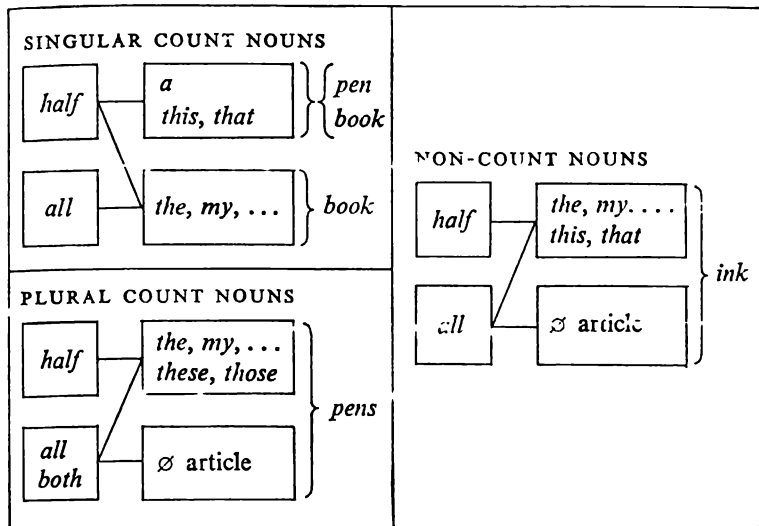 SINGULAR COUNT NOUNS
half
a
this, that
pen
book
all
the, my, ...
book
PLURAL COUNT NOUNS
half
the, my, ...
these, those
all
both
ø article
pens
NON-COUNT NOUNS
half
the, my. ...
this, that
all
ø article
ink